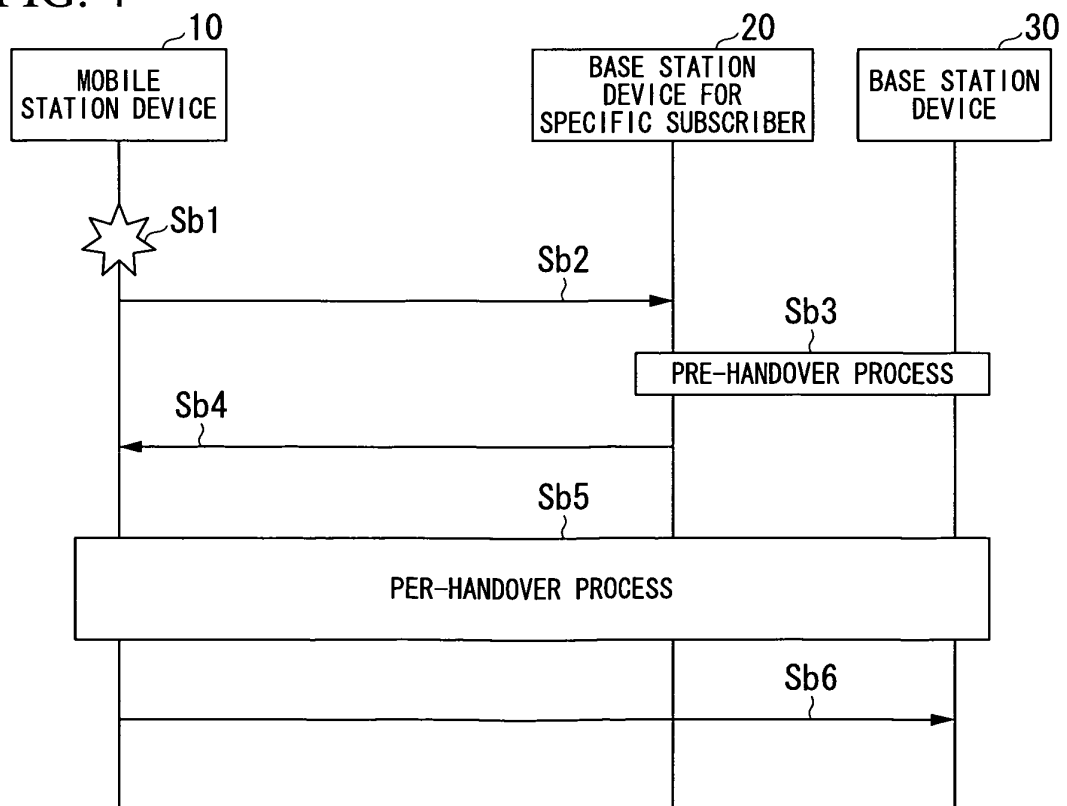 FIG. 4
10
20
30
MOBILE
STATION DEVICE
BASE STATION
DEVICE FOR
SPECIFIC SUBSCRIBER
BASE STATION
DEVICE
Sb1
Sb2
Sb3
PRE-HANDOVER PROCESS
Sb4
Sb5
PER-HANDOVER PROCESS
Sb6